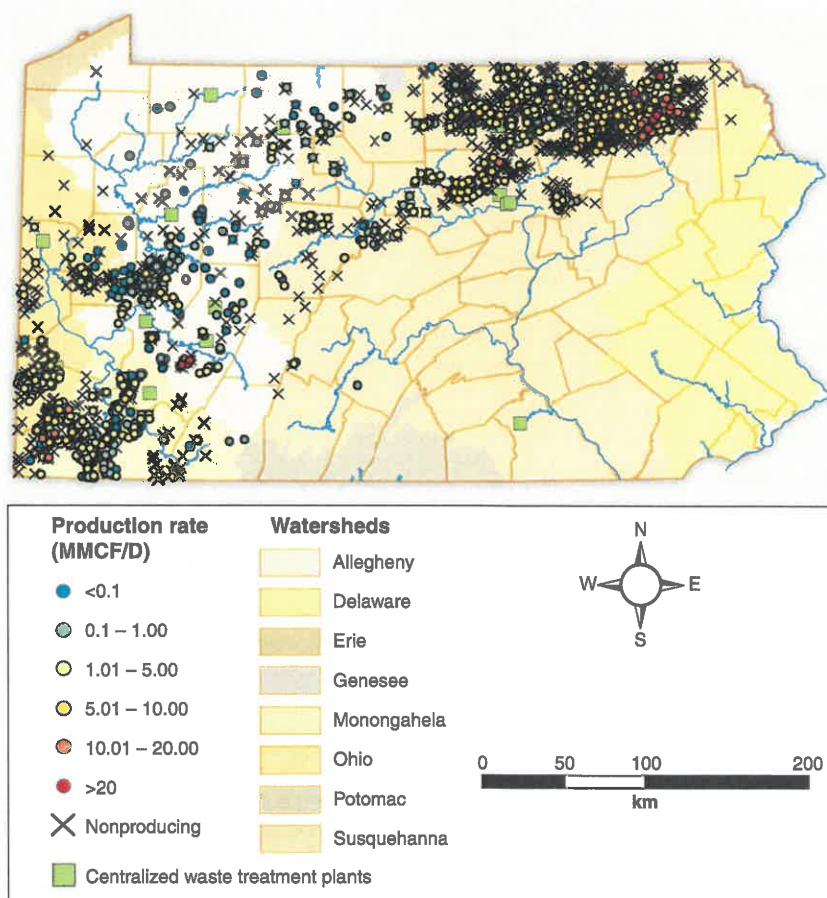 Production rate
(MMCF/D)
<0.1
0.1 – 1.00
1.01 – 5.00
5.01 – 10.00
10.01 – 20.00
>20
Nonproducing
Centralized waste treatment plants
Watersheds
Allegheny
Delaware
Erie
Genesee
Monongahela
Ohio
Potomac
Susquehanna
N
W
E
S
0
50
100
200
km